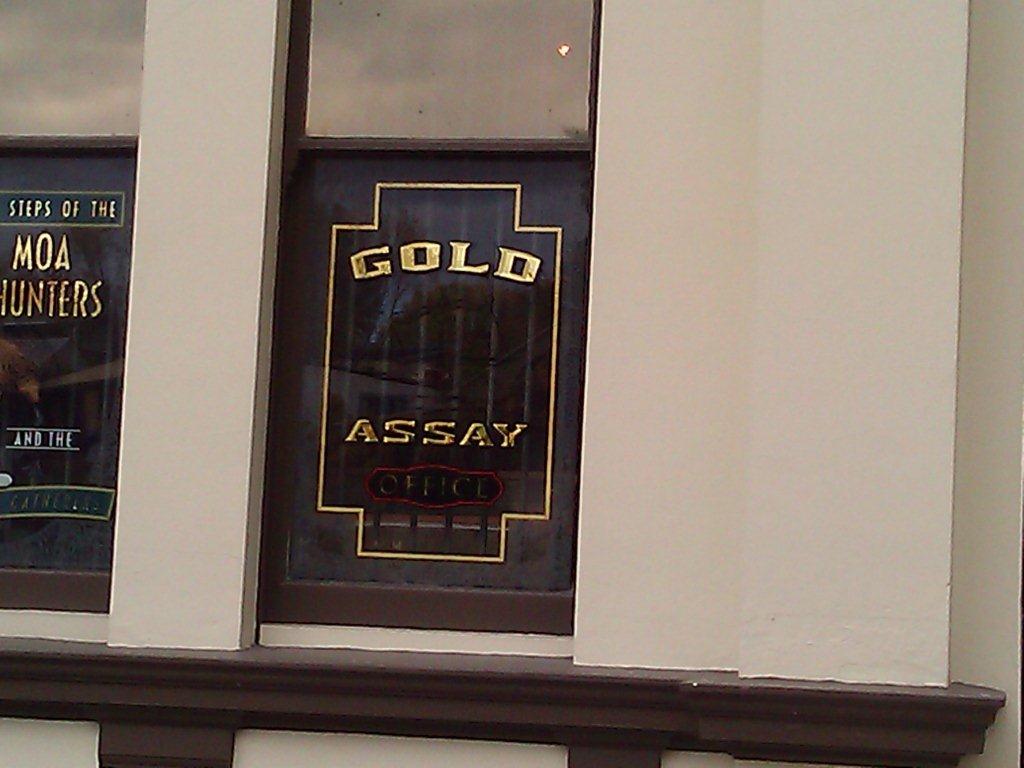 STEPS OF THE
MOA
HUNTERS
AND THE
GOLD
ASSAY
OFFICE